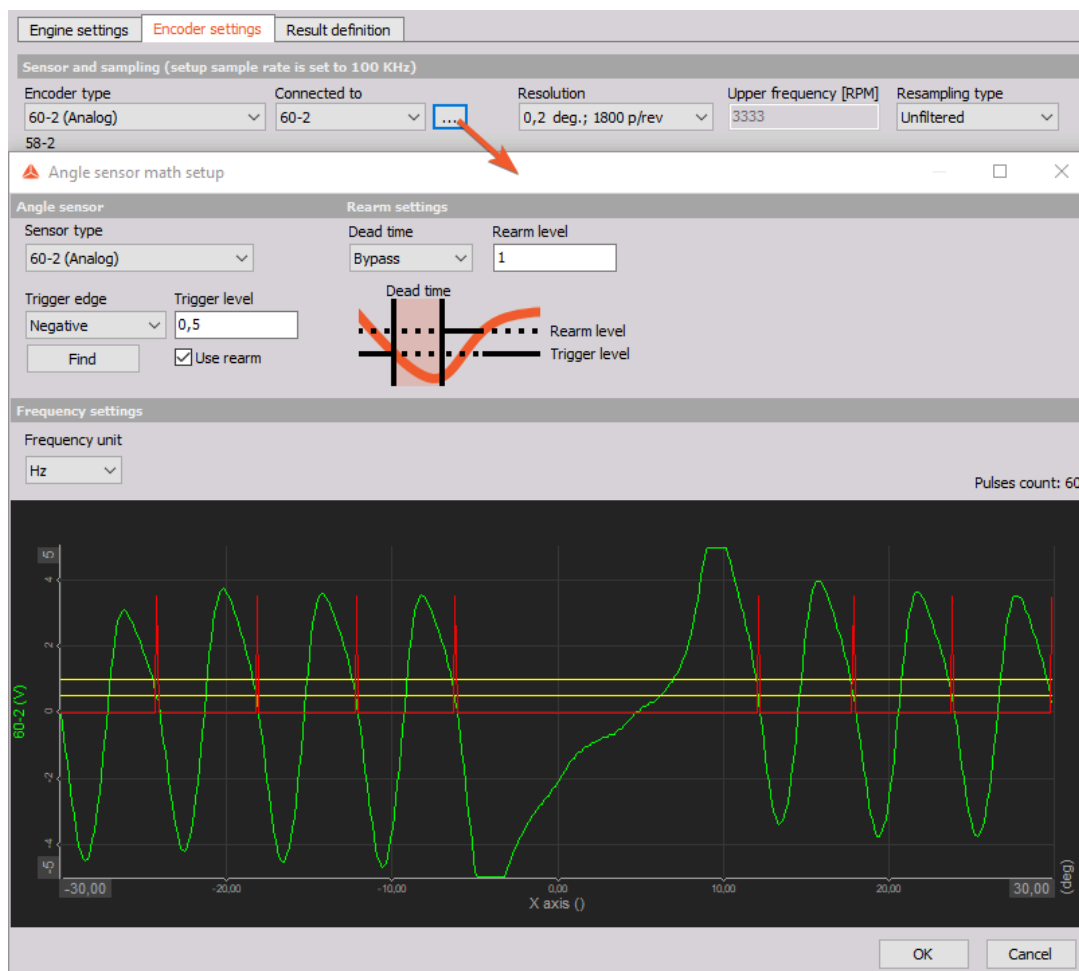 Engine settings Encoder settings Result definition
Sensor and sampling (setup sample rate is set to 100 KHz)
Encoder type Connected to Resolution Upper frequency [RPM] Resampling type
60-2 (Analog) 60-2 ... 0,2 deg.; 1800 p/rev 3333 Unfiltered
58-2
Angle sensor math setup
Angle sensor Rearm settings
Sensor type Dead time Rearm level
60-2 (Analog) Bypass 1
Trigger edge Trigger level Dead time
Negative 0,5 Rearm level
Find Use rearm Trigger level
Frequency settings
Frequency unit
Hz
Pulses count: 60
5
4
2
0
-2
-4
-5
60-2 (V)
-30,00 -20,00 -10,00 0,00 10,00 20,00 30,00 (deg)
X axis ()
OK Cancel